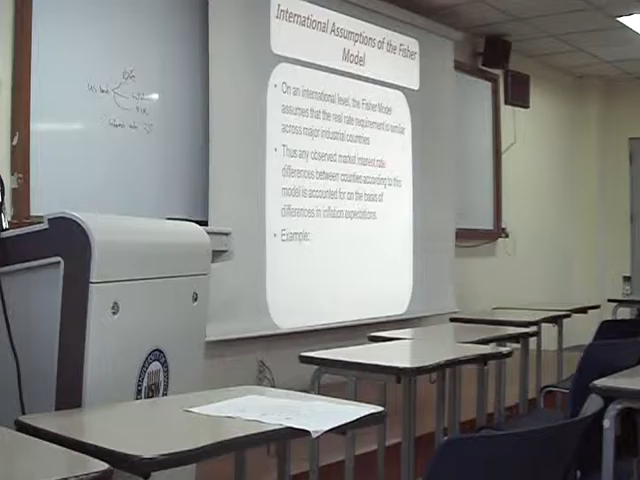 International Assumptions of the Fisher
Model
• On an international level, the Fisher Model
assumes that the real rate requirement is similar
across major industrial countries
• Thus any observed market interest rate
differences between counties according to this
model is accounted for on the basis of
differences in inflation expectations.
• Example: